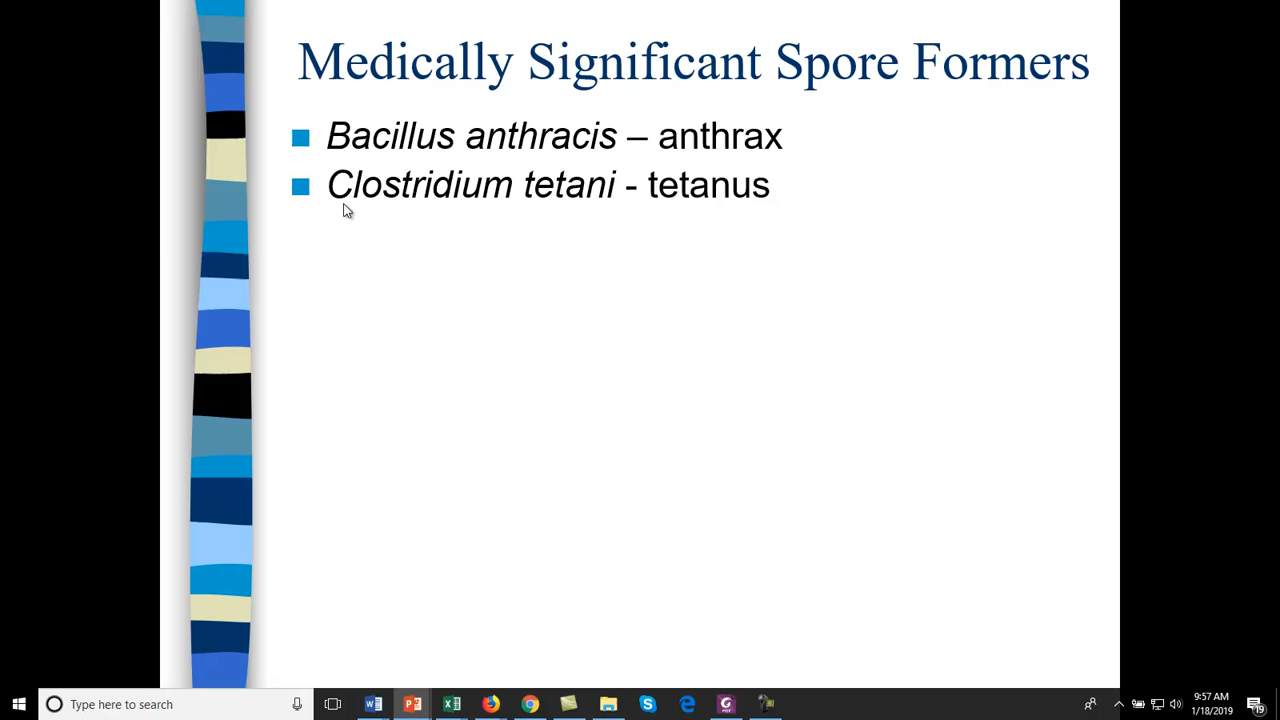 Medically Significant Spore Formers
Bacillus anthracis – anthrax
Clostridium tetani - tetanus
Type here to search
9:57 AM
1/18/2019
19